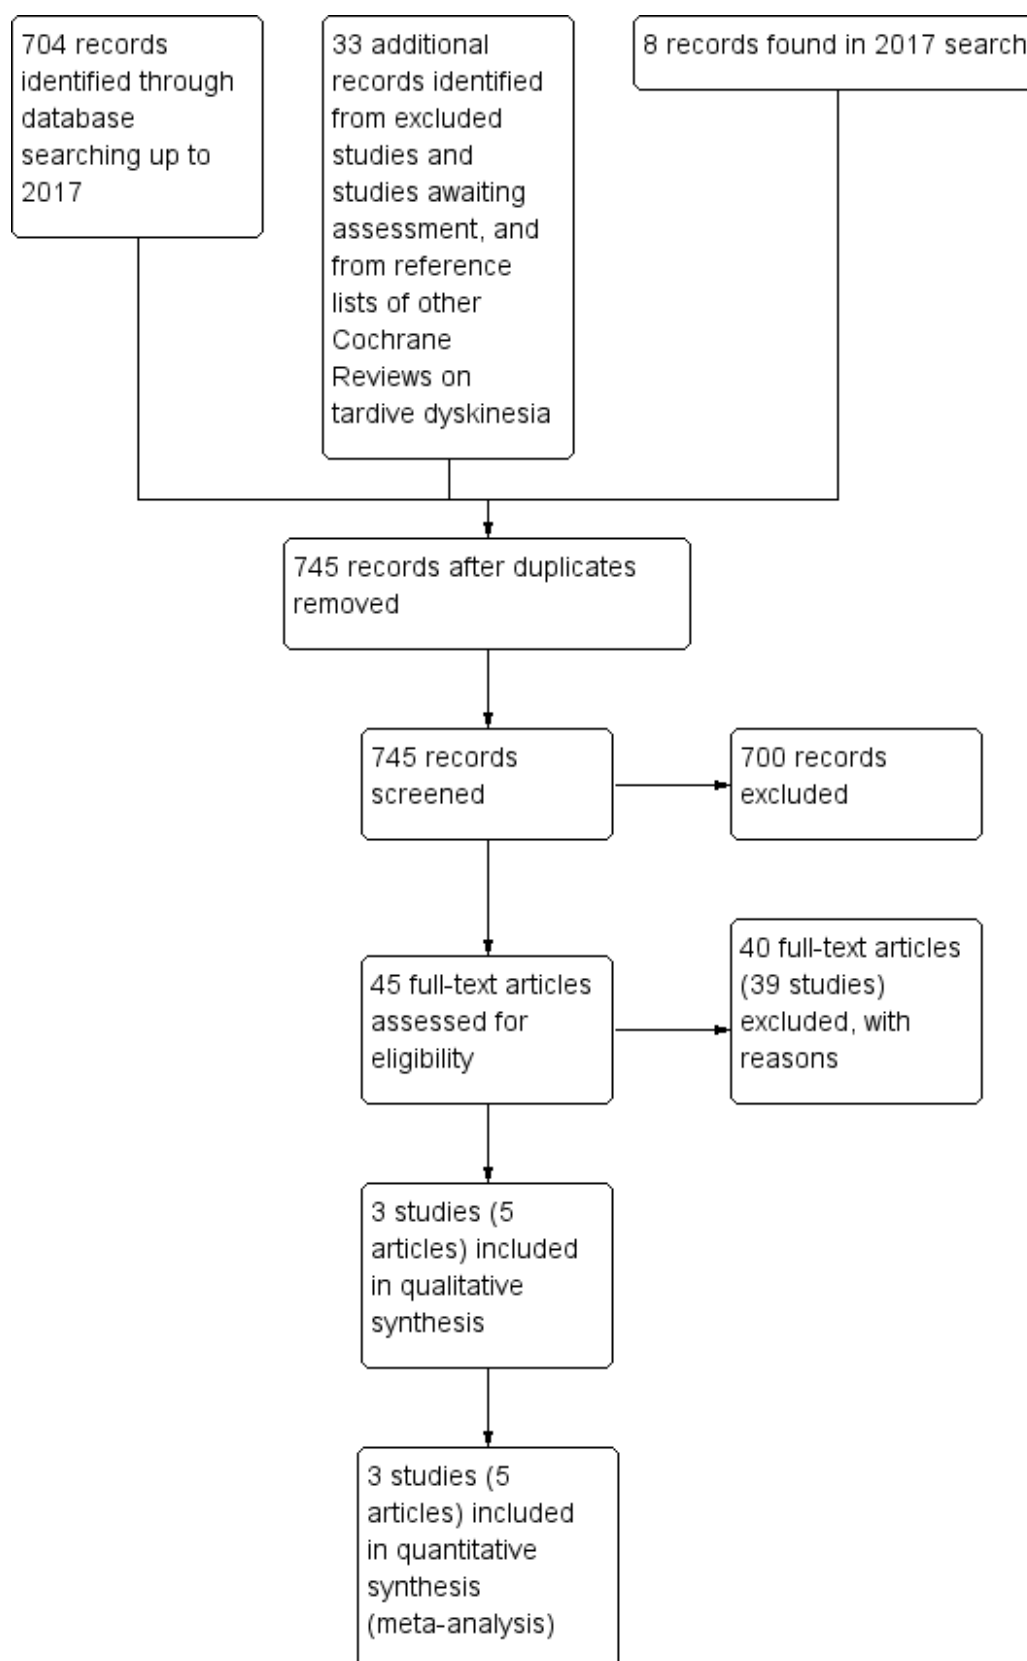 704 records
identified through
database
searching up to
2017
33 additional
records identified
from excluded
studies and
studies awaiting
assessment, and
from reference
lists of other
Cochrane
Reviews on
tardive dyskinesia
8 records found in 2017 search
745 records after duplicates
removed
745 records
screened
700 records
excluded
45 full-text articles
assessed for
eligibility
40 full-text articles
(39 studies)
excluded, with
reasons
3 studies (5
articles) included
in qualitative
synthesis
3 studies (5
articles) included
in quantitative
synthesis
(meta-analysis)